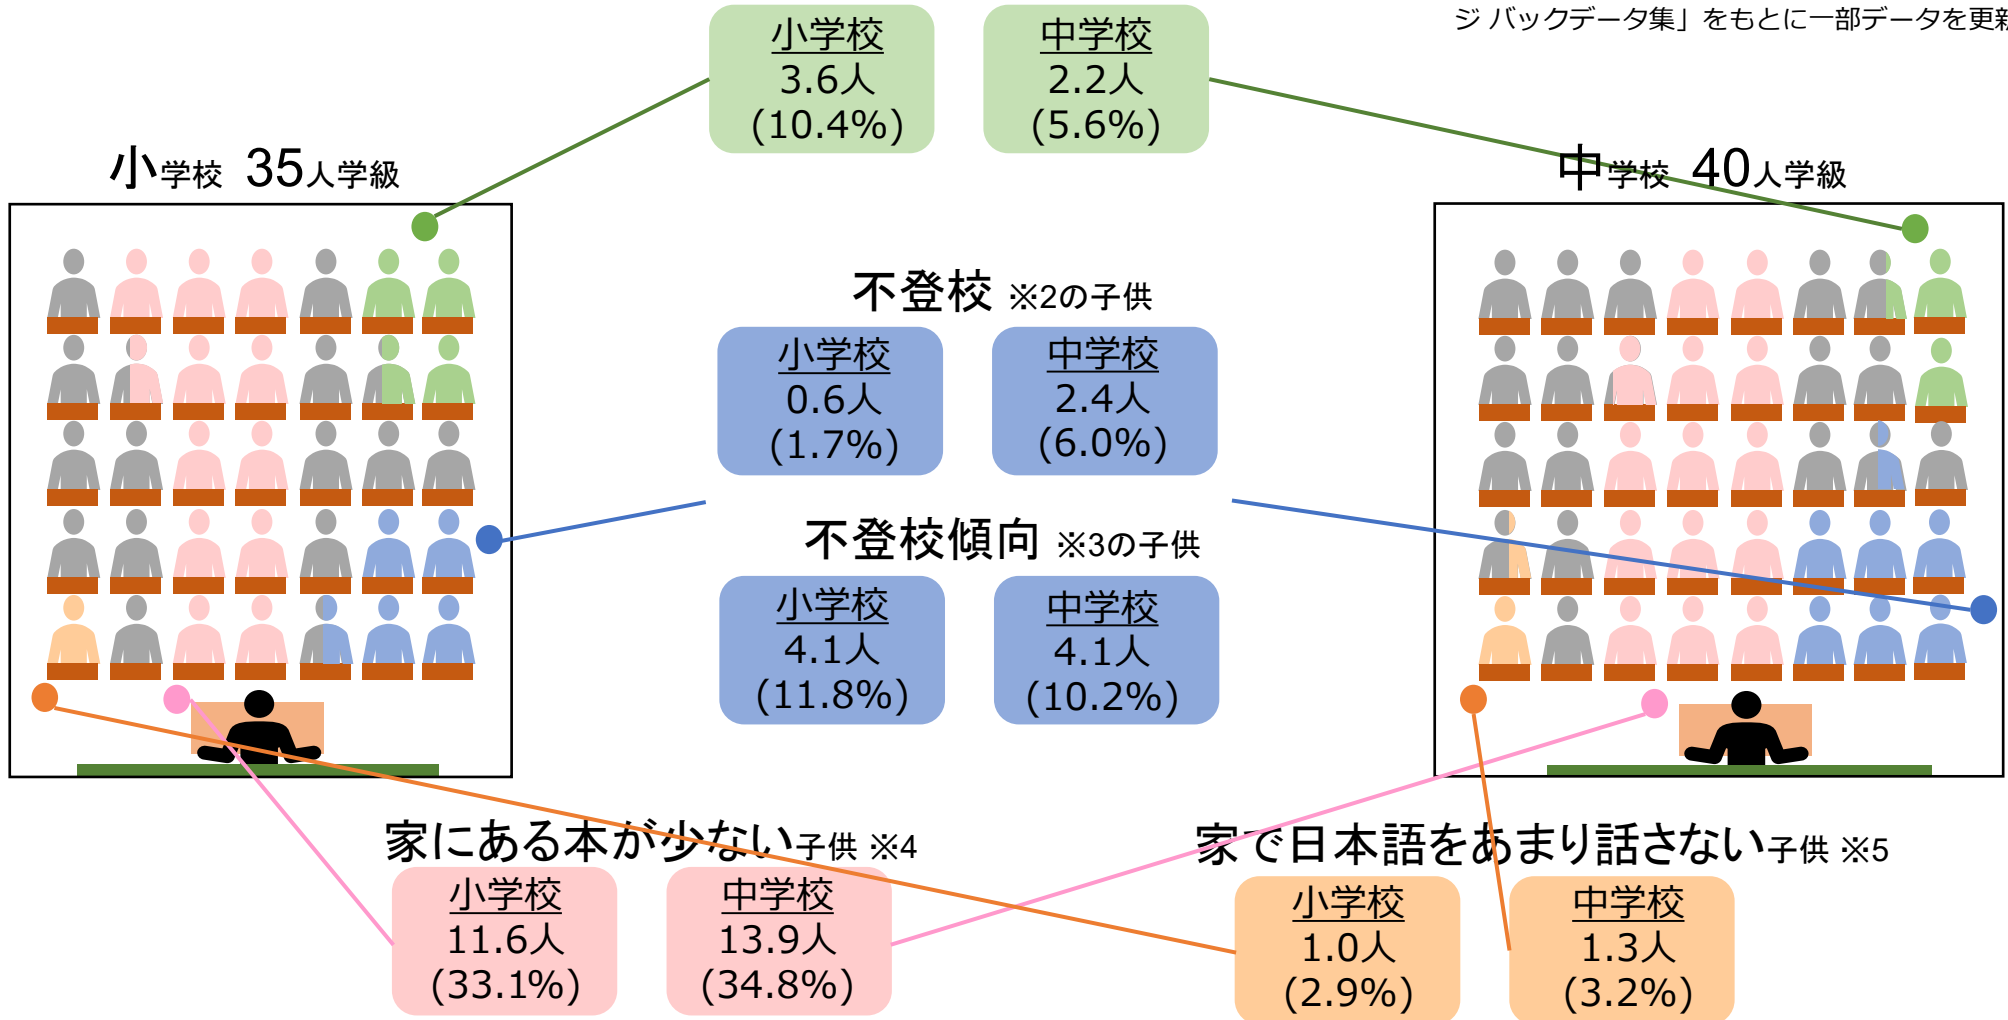 ジ バックデータ集」をもとに一部データを更新
小学校
3.6人
(10.4%)
中学校
2.2人
(5.6%)
小学校 35人学級
中学校 40人学級
不登校 ※2の子供
小学校
0.6人
(1.7%)
中学校
2.4人
(6.0%)
不登校傾向 ※3の子供
小学校
4.1人
(11.8%)
中学校
4.1人
(10.2%)
家にある本が少ない子供 ※4
小学校
11.6人
(33.1%)
中学校
13.9人
(34.8%)
家で日本語をあまり話さない子供 ※5
小学校
1.0人
(2.9%)
中学校
1.3人
(3.2%)